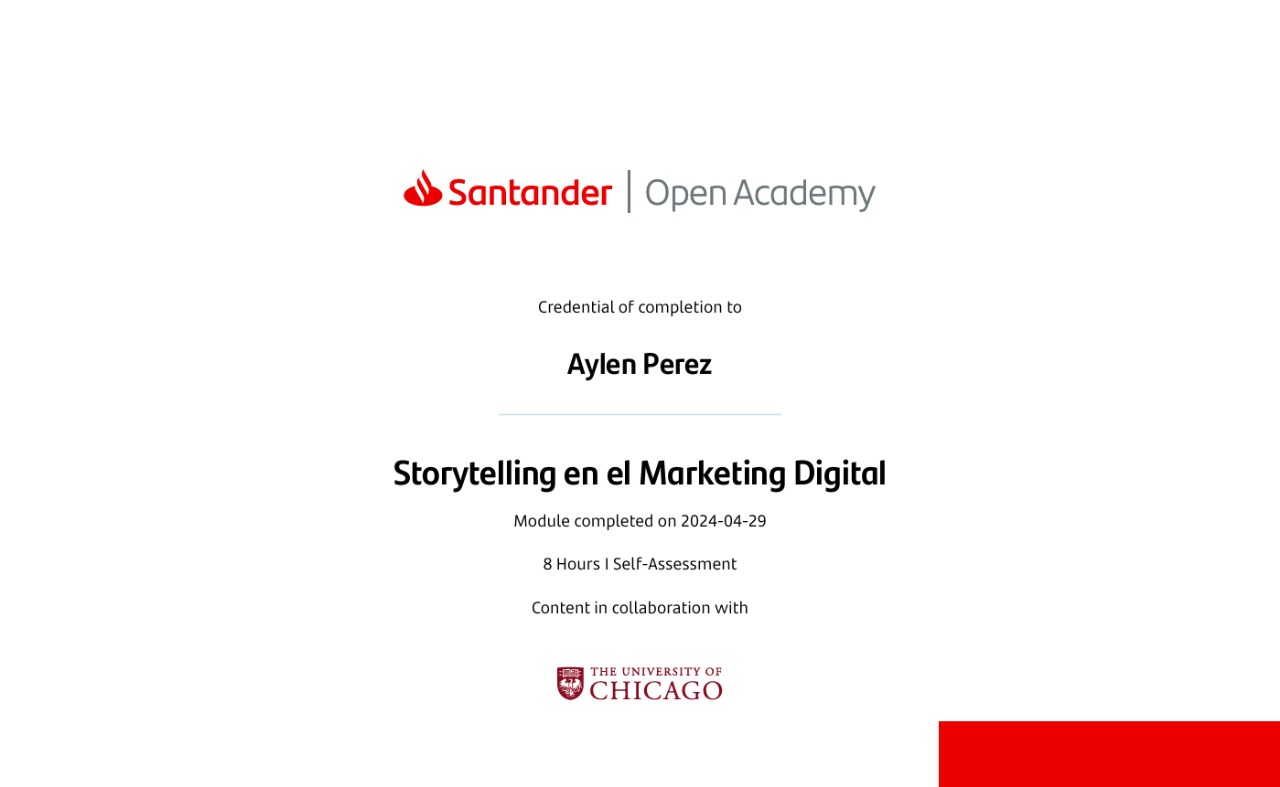 Santander | Open Academy
Credential of completion to
Aylen Perez
Storytelling en el Marketing Digital
Module completed on 2024-04-29
8 Hours I Self-Assessment
Content in collaboration with
THE UNIVERSITY OF
CHICAGO